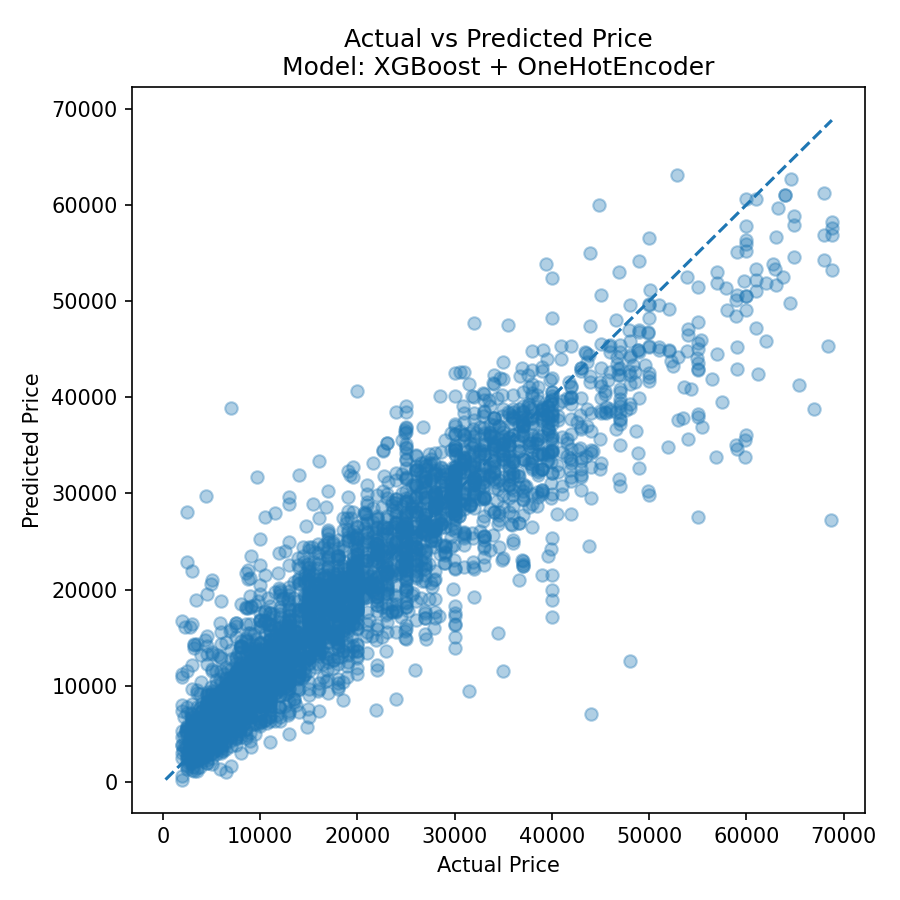 Actual vs Predicted Price
Model: XGBoost + OneHotEncoder
70000
60000
50000
40000
30000
20000
10000
0
Predicted Price
0 10000 20000 30000 40000 50000 60000 70000
Actual Price